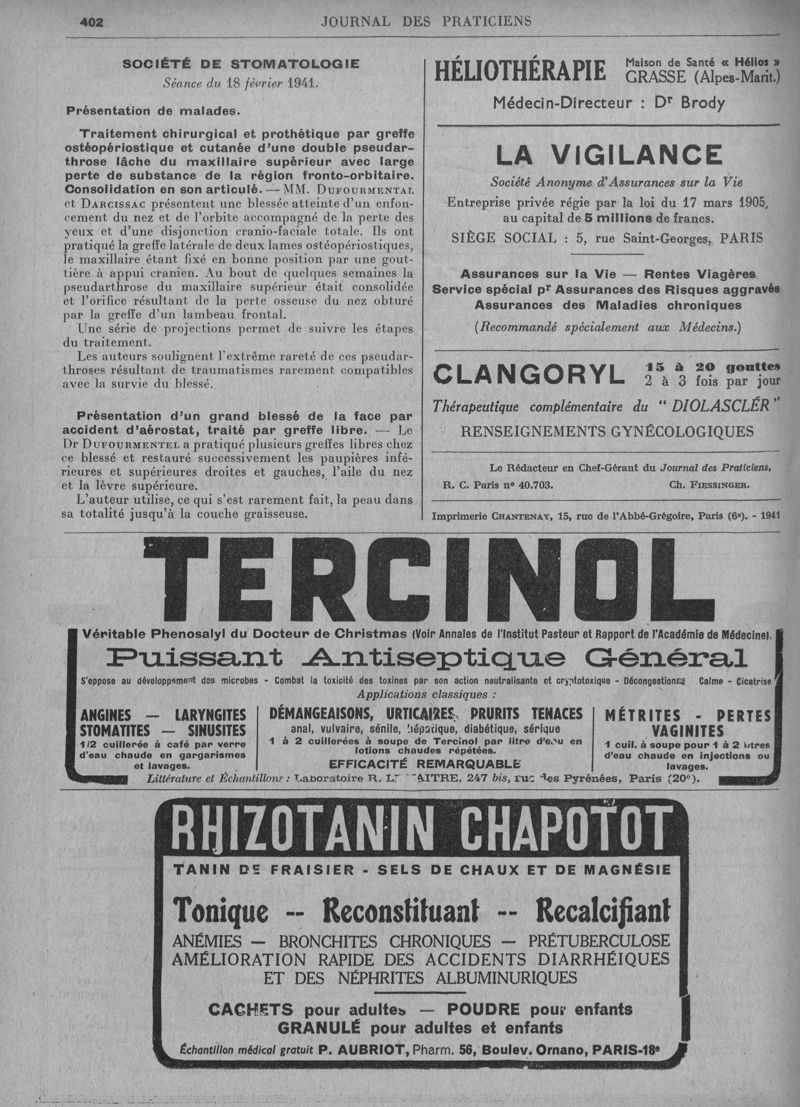 402
JOURNAL DES PRATICIENS
SOCIÉTÉ DE STOMATOLOGIE
Séance du 18 février 1941.
Présentation de malades.
Traitement chirurgical et prothétique par greffe
ostéopériostique et cutanée d'une double pseudar-
throse lâche du maxillaire supérieur avec large
perte de substance de la région fronto-orbitaire.
Consolidation en son articulé. — MM. DUFOURMENTAL
et DARCISSAC présentent une blessée atteinte d'un enfon-
cement du nez et de l'orbite accompagné de la perte des
yeux et d'une disjonction cranio-faciale totale. Ils ont
pratiqué la greffe latérale de deux lames ostéopériostiques,
le maxillaire étant fixé en bonne position par une gout-
tière à appui cranien. Au bout de quelques semaines la
pseudarthrose du maxillaire supérieur était consolidée
et l'orifice résultant de la perte osseuse du nez obturé
par la greffe d'un lambeau frontal.
Une série de projections permet de suivre les étapes
du traitement.
Les auteurs soulignent l'extrême rareté de ces pseudar-
throses résultant de traumatismes rarement compatibles
avec la survie du blessé.
Présentation d'un grand blessé de la face par
accident d'aérostat, traité par greffe libre. — Le
Dr DUFOURMENTEL a pratiqué plusieurs greffes libres chez
ce blessé et restauré successivement les paupières infé-
rieures et supérieures droites et gauches, l'aile du nez
et la lèvre supérieure.
L'auteur utilise, ce qui s'est rarement fait, la peau dans
sa totalité jusqu'à la couche graisseuse.
HÉLIOTHÉRAPIE
Maison de Santé « Hélios »
GRASSE (Alpes-Marit.)
Médecin-Directeur : Dr Brody
LA VIGILANCE
Société Anonyme d'Assurances sur la Vie
Entreprise privée régie par la loi du 17 mars 1905,
au capital de 5 millions de francs.
SIÈGE SOCIAL : 5, rue Saint-Georges, PARIS
Assurances sur la Vie — Rentes Viagères
Service spécial pr Assurances des Risques aggravés
Assurances des Maladies chroniques
(Recommandé spécialement aux Médecins.)
CLANGORYL
15 à 20 gouttes
2 à 3 fois par jour
Thérapeutique complémentaire du " DIOLASCLÉR "
RENSEIGNEMENTS GYNÉCOLOGIQUES
Le Rédacteur en Chef-Gérant du Journal des Praticiens,
R. C. Paris n° 40.703. Ch. FIESSINGER.
Imprimerie CHANTENAY, 15, rue de l'Abbé-Grégoire, Paris (6e). - 1941
TERCINOL
Véritable Phenosalyl du Docteur de Christmas (Voir Annales de l'Institut Pasteur et Rapport de l'Académie de Médecine).
Puissant Antiseptique Général
S'oppose au développement des microbes - Combat la toxicité des toxines par son action neutralisante et cryptotoxique - Décongestionne Calme - Cicatrise
Applications classiques :
ANGINES — LARYNGITES
STOMATITES — SINUSITES
1/2 cuillerée à café par verre
d'eau chaude en gargarismes
et lavages.
DÉMANGEAISONS, URTICAIRES, PRURITS TENACES
anal, vulvaire, sénile, hépatique, diabétique, sérique
1 à 2 cuillerées à soupe de Tercinol par litre d'eau en
lotions chaudes répétées.
EFFICACITÉ REMARQUABLE
MÉTRITES - PERTES
VAGINITES
1 cuil. à soupe pour 1 à 2 litres
d'eau chaude en injections ou
lavages.
Littérature et Échantillons : Laboratoire R. LEMAITRE, 247 bis, rue des Pyrénées, Paris (20e).
RHIZOTANIN CHAPOTOT
TANIN DE FRAISIER - SELS DE CHAUX ET DE MAGNÉSIE
Tonique -- Reconstituant -- Recalcifiant
ANÉMIES — BRONCHITES CHRONIQUES — PRÉTUBERCULOSE
AMÉLIORATION RAPIDE DES ACCIDENTS DIARRHÉIQUES
ET DES NÉPHRITES ALBUMINURIQUES
CACHETS pour adultes — POUDRE pour enfants
GRANULÉ pour adultes et enfants
Échantillon médical gratuit P. AUBRIOT, Pharm. 56, Boulev. Ornano, PARIS-18e